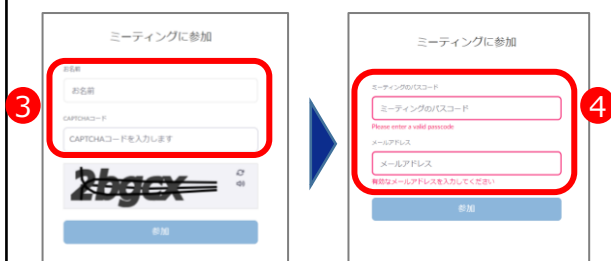 ミーティングに参加
お名前
お名前
CAPTCHAコード
CAPTCHAコードを入力します
2bgcx
参加
3
ミーティングに参加
ミーティングのパスコード
ミーティングのパスコード
Please enter a valid passcode
メールアドレス
メールアドレス
有効なメールアドレスを入力してください
参加
4